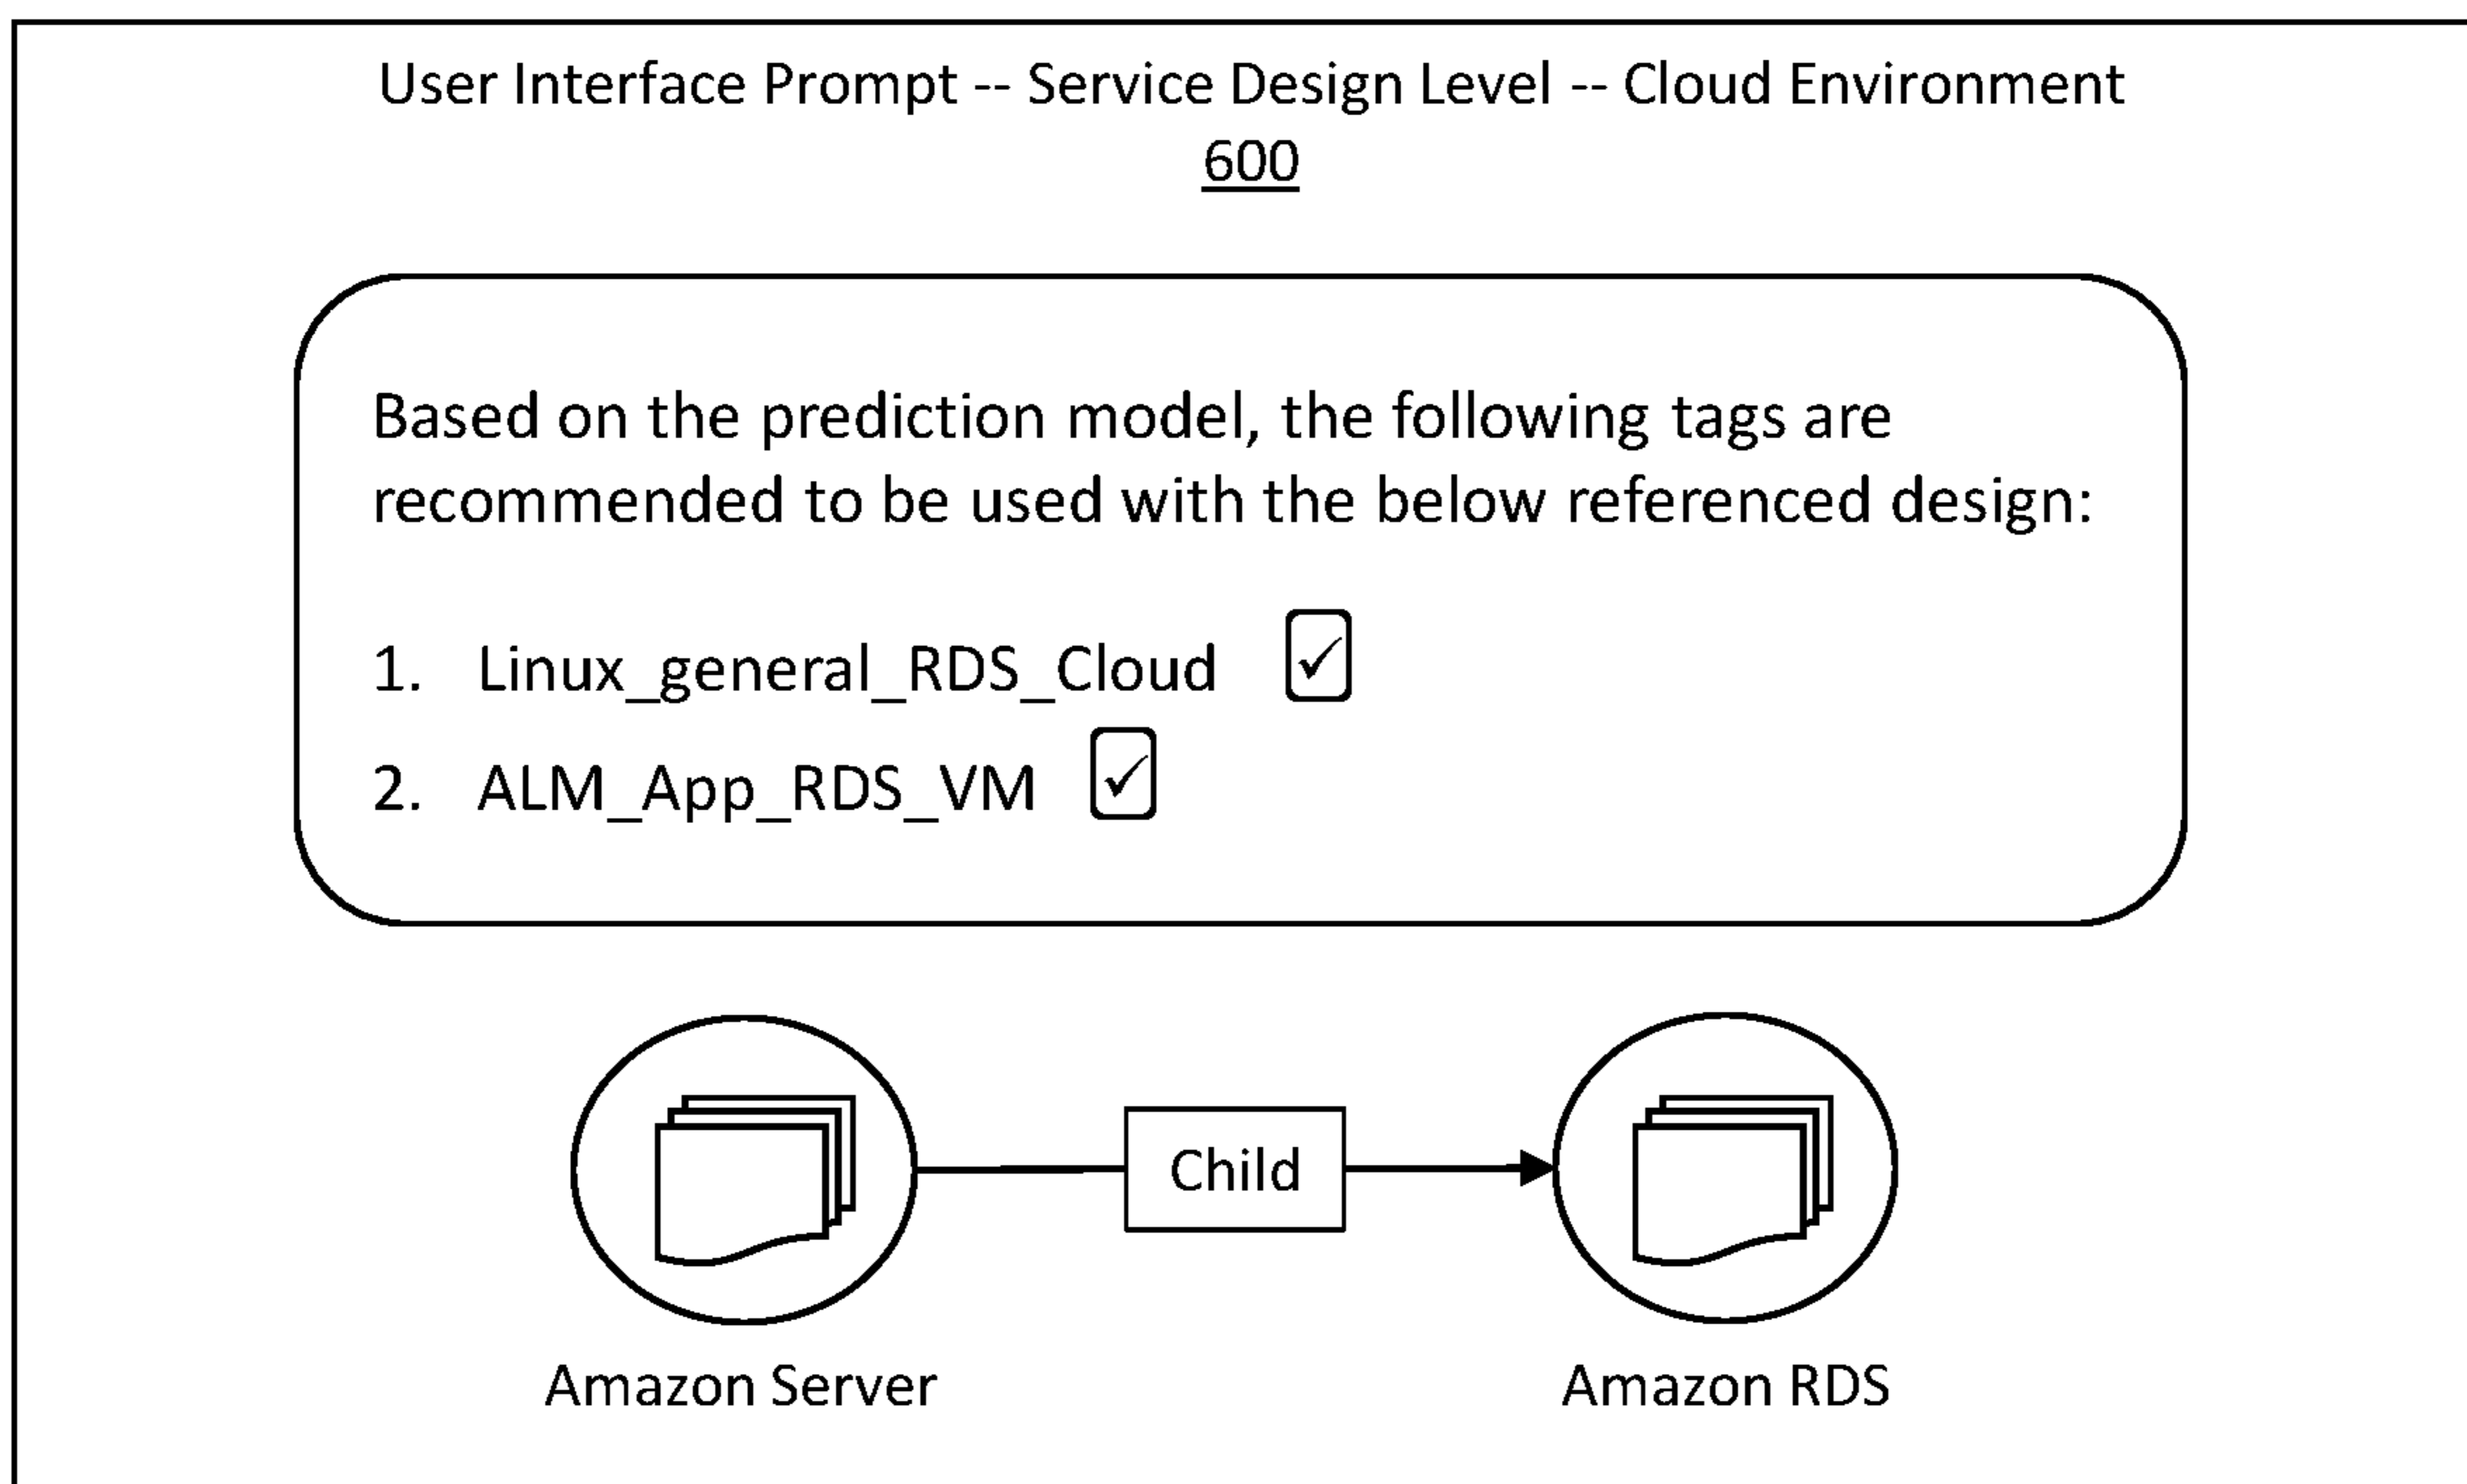 User Interface Prompt -- Service Design Level -- Cloud Environment
600
Based on the prediction model, the following tags are
recommended to be used with the below referenced design:
1. Linux_general_RDS_Cloud ✓
2. ALM_App_RDS_VM ✓
Child
Amazon Server
Amazon RDS